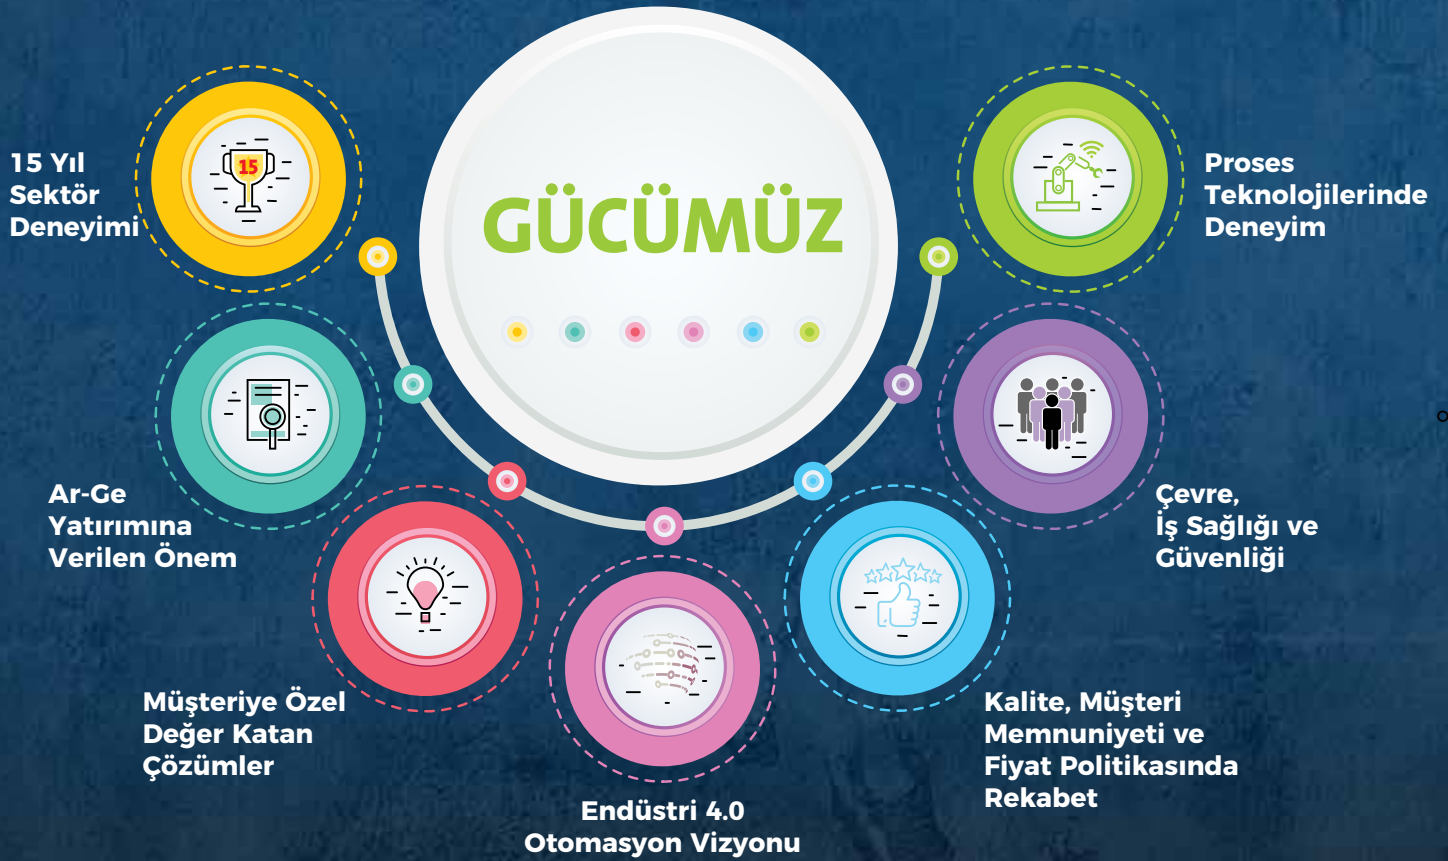 GÜCÜMÜZ
15
15 Yıl
Sektör
Deneyimi
Ar-Ge
Yatırımına
Verilen Önem
Müşteriye Özel
Değer Katan
Çözümler
Endüstri 4.0
Otomasyon Vizyonu
Kalite, Müşteri
Memnuniyeti ve
Fiyat Politikasında
Rekabet
Çevre,
İş Sağlığı ve
Güvenliği
Proses
Teknolojilerinde
Deneyim